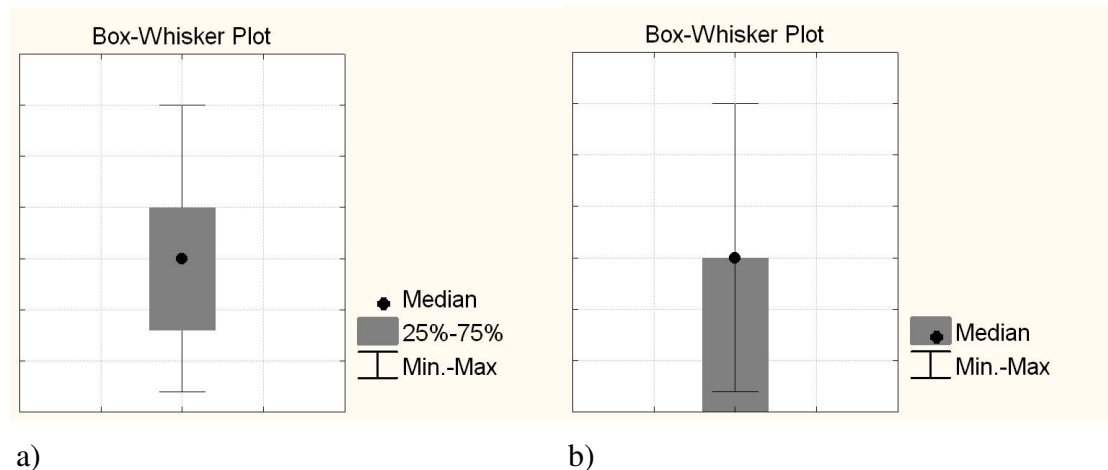 Box-Whisker Plot
Median
25%-75%
Min.-Max
a)
Box-Whisker Plot
Median
Min.-Max
b)